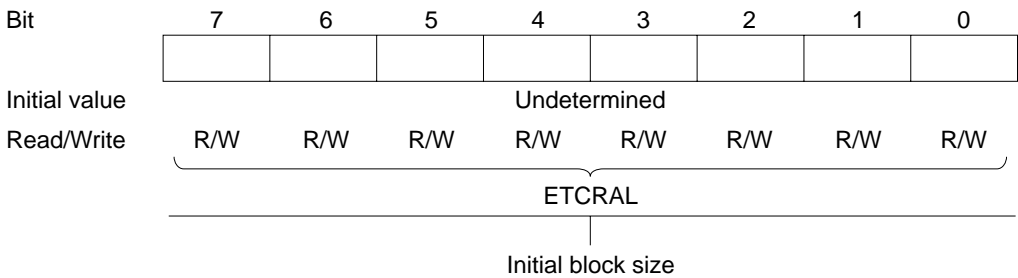 Bit 7 6 5 4 3 2 1 0
Initial value Undetermined
Read/Write R/W R/W R/W R/W R/W R/W R/W R/W
ETCRAL
Initial block size